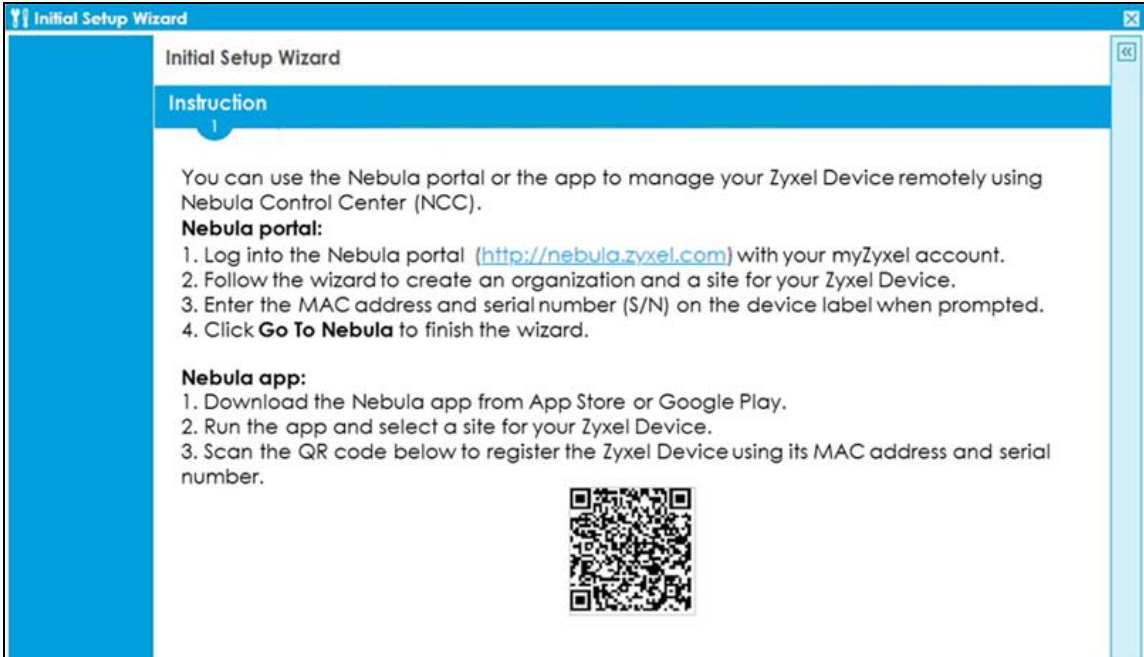 Initial Setup Wizard
Initial Setup Wizard
Instruction
1
You can use the Nebula portal or the app to manage your Zyxel Device remotely using
Nebula Control Center (NCC).
Nebula portal:
1. Log into the Nebula portal (http://nebula.zyxel.com) with your myZyxel account.
2. Follow the wizard to create an organization and a site for your Zyxel Device.
3. Enter the MAC address and serial number (S/N) on the device label when prompted.
4. Click Go To Nebula to finish the wizard.
Nebula app:
1. Download the Nebula app from App Store or Google Play.
2. Run the app and select a site for your Zyxel Device.
3. Scan the QR code below to register the Zyxel Device using its MAC address and serial
number.